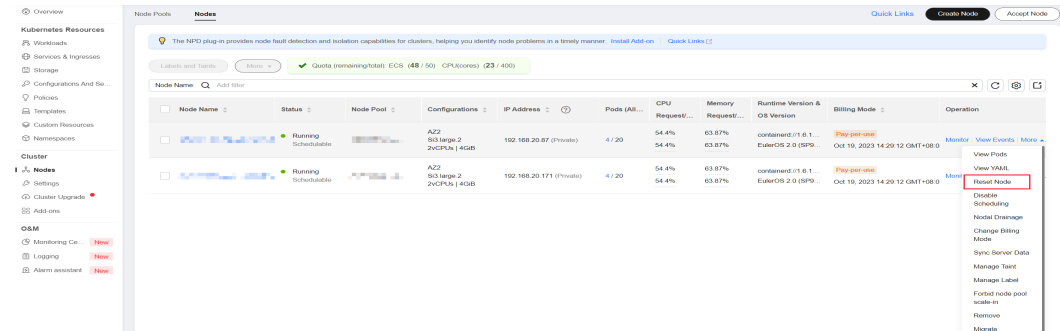 Overview
Kubernetes Resources
Workloads
Services & Ingresses
Storage
Configurations And Se...
Policies
Templates
Custom Resources
Namespaces
Cluster
Nodes
Settings
Cluster Upgrade
Add-ons
O&M
Monitoring Ce... New
Logging New
Alarm assistant New
Node Pools Nodes
Quick Links Create Node Accept Node
The NPD plug-in provides node fault detection and isolation capabilities for clusters, helping you identify node problems in a timely manner. Install Add-on Quick Links
Labels and Taints More Quota (remaining/total): ECS (48 / 50) CPU(cores) (23 / 400)
Node Name: Add filter
Node Name Status Node Pool Configurations IP Address Pods (All... CPU Request/... Memory Request/... Runtime Version & OS Version Billing Mode Operation
Running
Schedulable
AZ2
2vCPUs | 4GiB
192.168.20.87 (Private)
4 / 20
54.4%
54.4%
63.87%
63.87%
containerd://1.6.1...
EulerOS 2.0 (SP9...
Pay-per-use
Oct 19, 2023 14:29:12 GMT+08:0
Monitor View Events More
Running
Schedulable
AZ2
2vCPUs | 4GiB
192.168.20.171 (Private)
4 / 20
54.4%
54.4%
63.87%
63.87%
containerd://1.6.1...
EulerOS 2.0 (SP9...
Pay-per-use
Oct 19, 2023 14:29:12 GMT+08:0
View Pods
View YAML
Reset Node
Disable
Scheduling
Nodal Drainage
Change Billing
Mode
Sync Server Data
Manage Taint
Manage Label
Forbid node pool
scale-in
Remove
Migrate